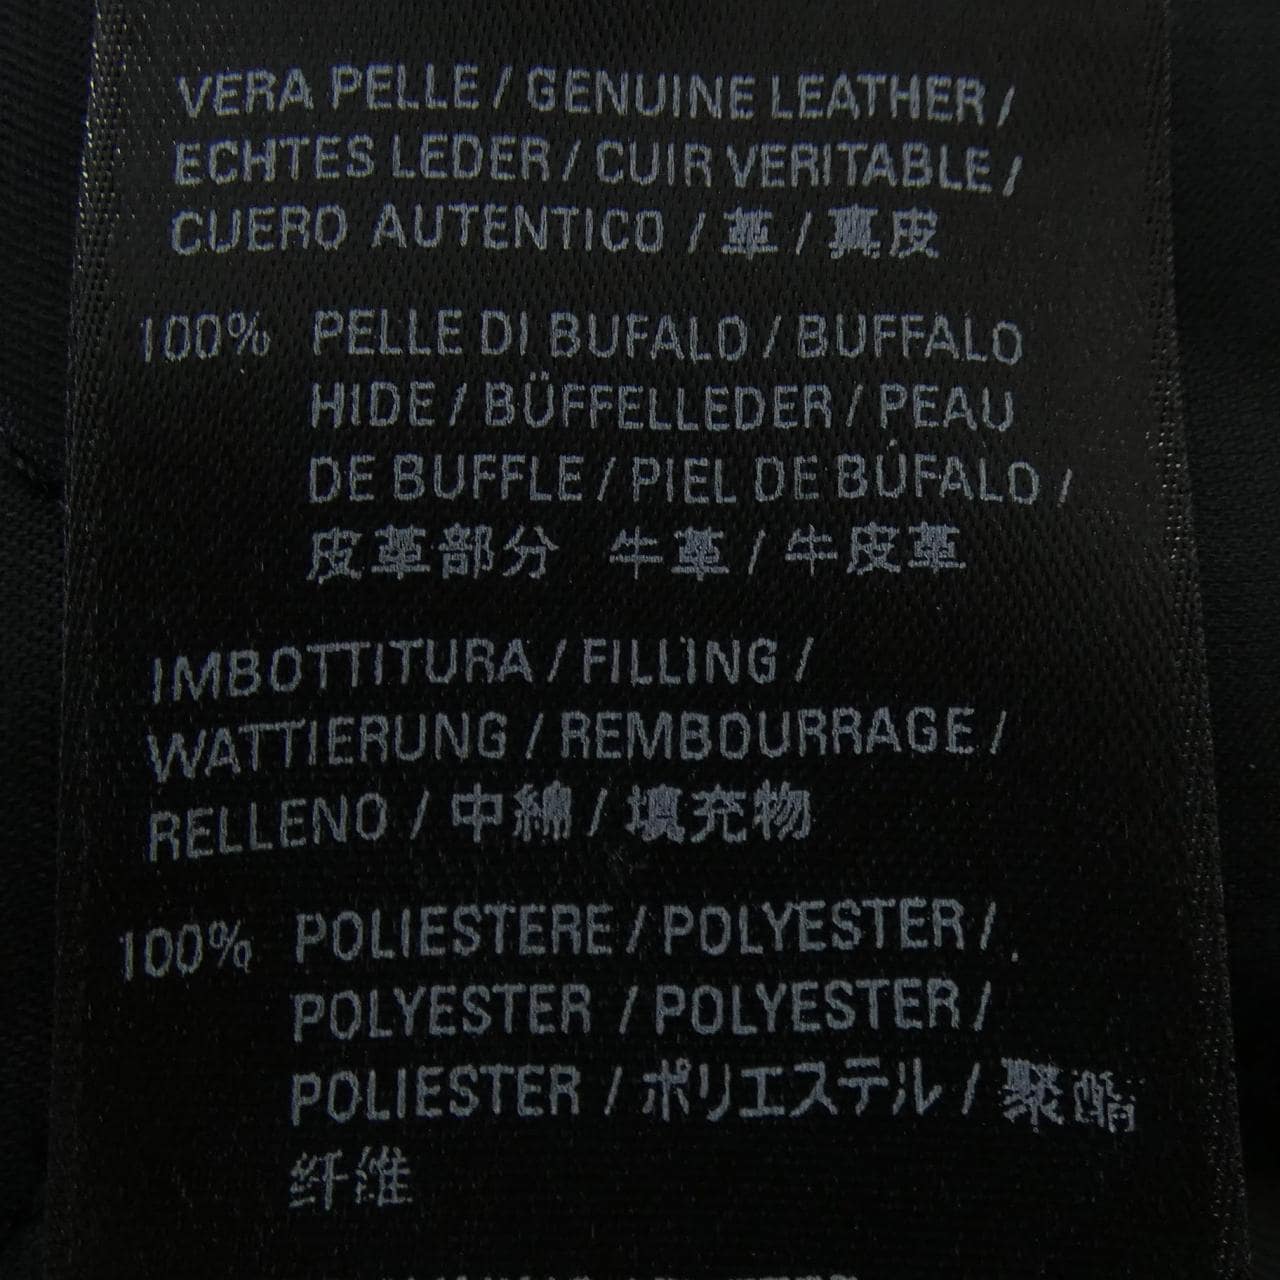 VERA PELLE / GENUINE LEATHER /
ECHTES LEDER / CUIR VERITABLE /
CUERO AUTENTICO / 革 / 真皮
100% PELLE DI BUFALO / BUFFALO
HIDE / BÜFFELLEDER / PEAU
DE BUFFLE / PIEL DE BÚFALO /
皮革部分 牛革 / 牛皮革
IMBOTTITURA / FILLING /
WATTIERUNG / REMBOURRAGE /
RELLENO / 中綿 / 填充物
100% POLIESTERE / POLYESTER /
POLYESTER / POLYESTER /
POLIESTER / ポリエステル / 聚酯
纤维